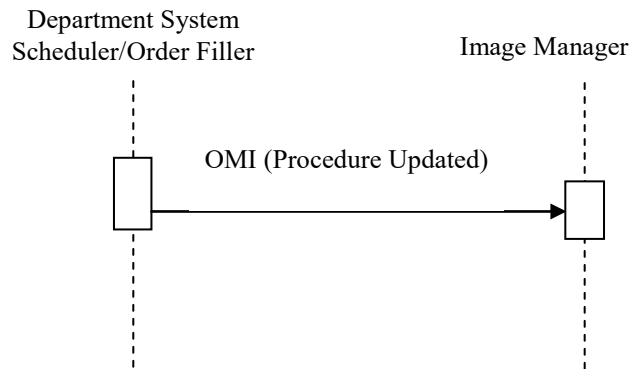 Department System
Scheduler/Order Filler
Image Manager
OMI (Procedure Updated)